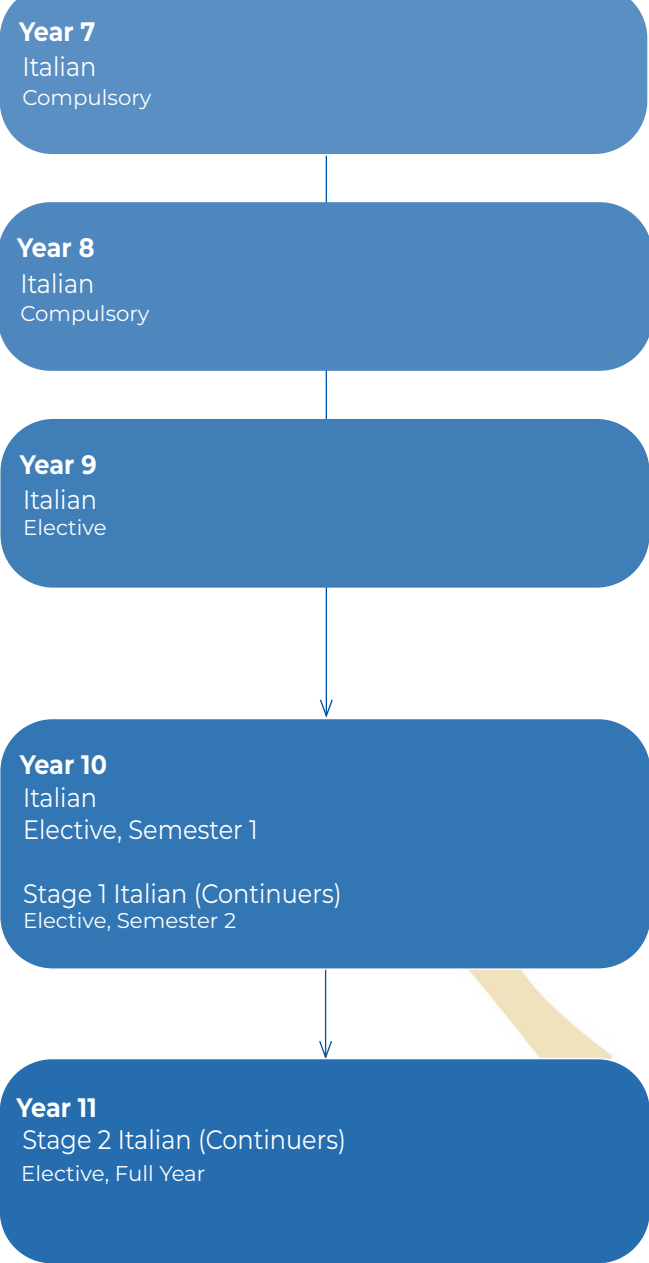 Year 7
Italian
Compulsory
Year 8
Italian
Compulsory
Year 9
Italian
Elective
Year 10
Italian
Elective, Semester 1
Stage 1 Italian (Continuers)
Elective, Semester 2
Year 11
Stage 2 Italian (Continuers)
Elective, Full Year